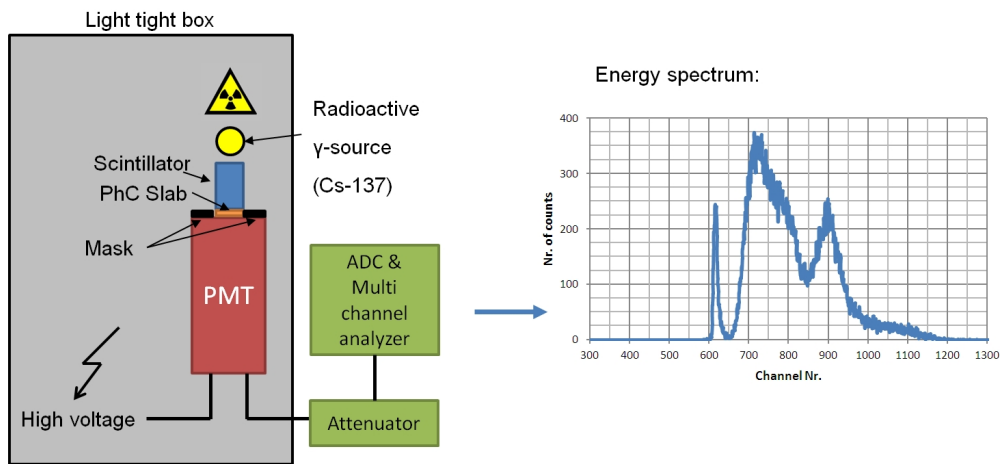 Light tight box
Radioactive
γ-source
(Cs-137)
Scintillator
PhC Slab
Mask
PMT
High voltage
ADC &
Multi
channel
analyzer
Attenuator
Energy spectrum:
400
300
200
100
0
Nr. of counts
300 400 500 600 700 800 900 1000 1100 1200 1300
Channel Nr.